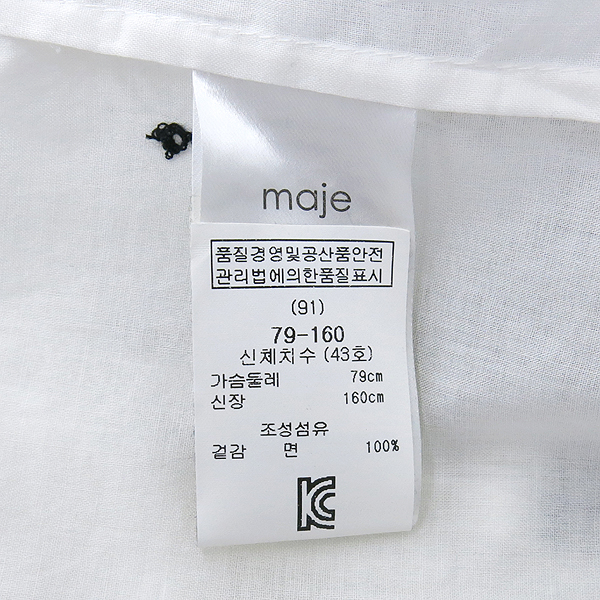 maje
품질경영및공산품안전
관리법에의한품질표시
(91)
79-160
신체치수 (43호)
가슴둘레 79cm
신장 160cm
조성섬유
겉감 면 100%
KC